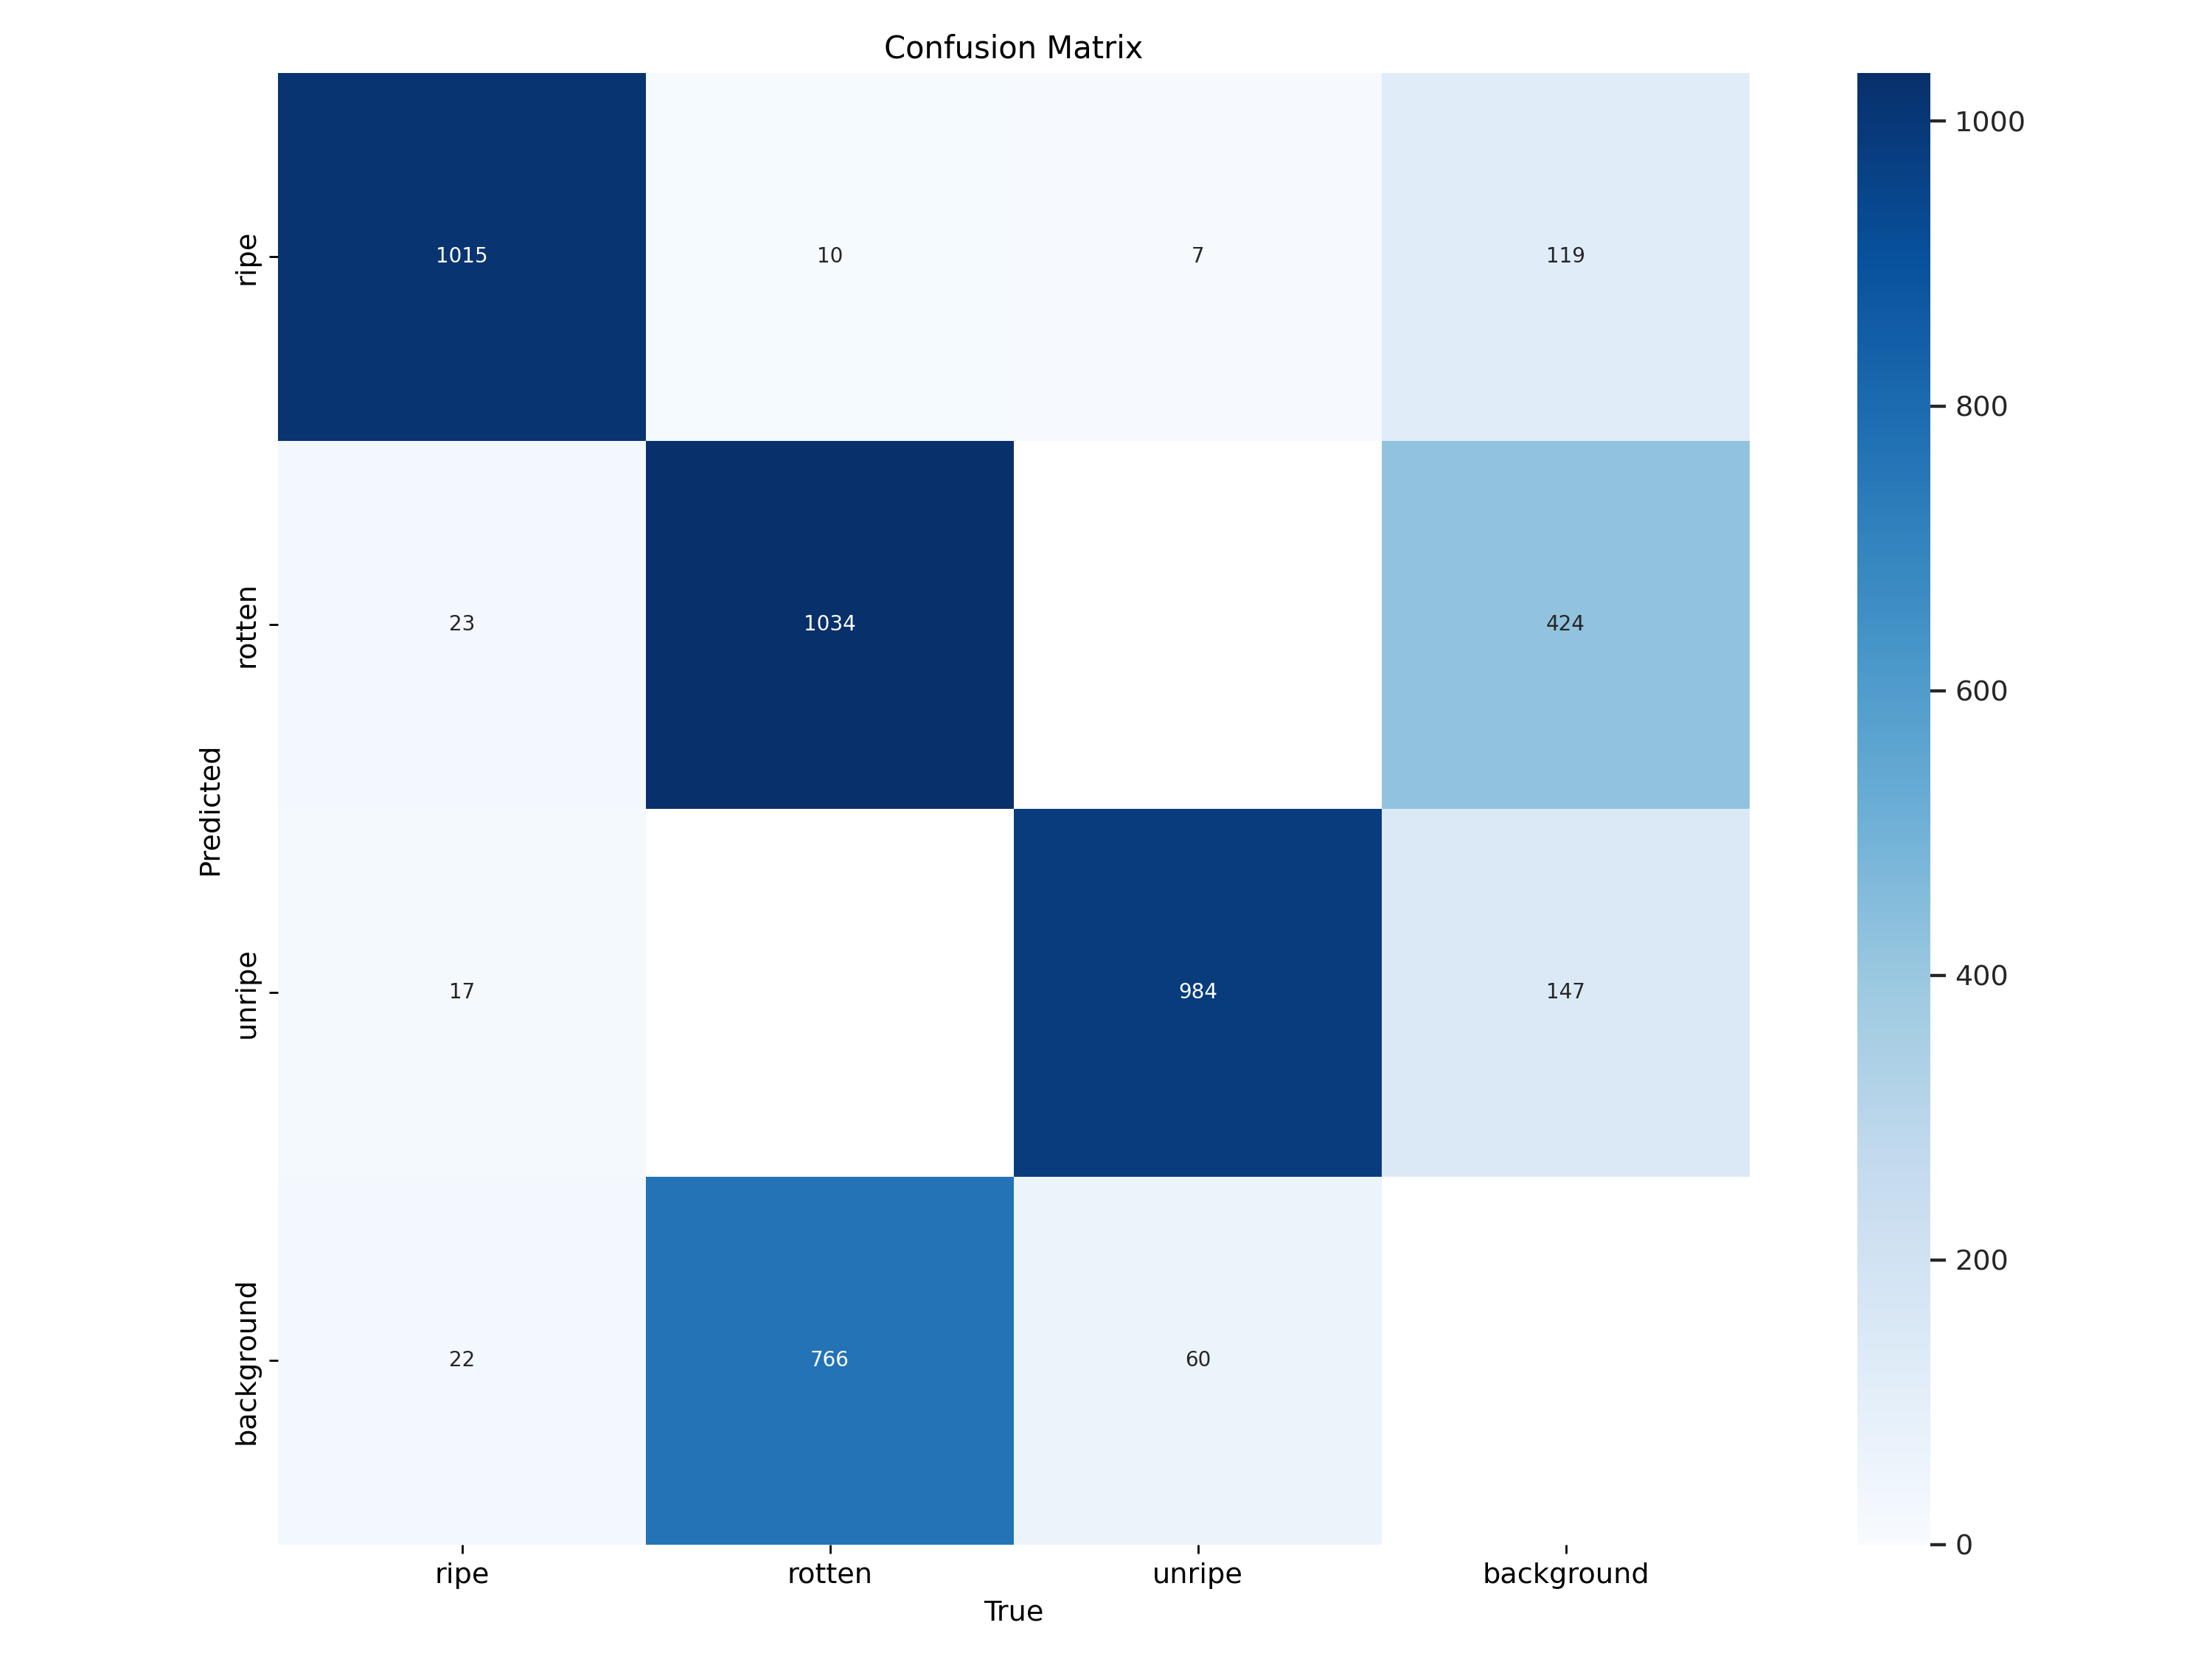 Confusion Matrix
ripe 1015 10 7 119
rotten 23 1034 424
unripe 17 984 147
background 22 766 60
ripe rotten unripe background
True
Predicted
1000
800
600
400
200
0